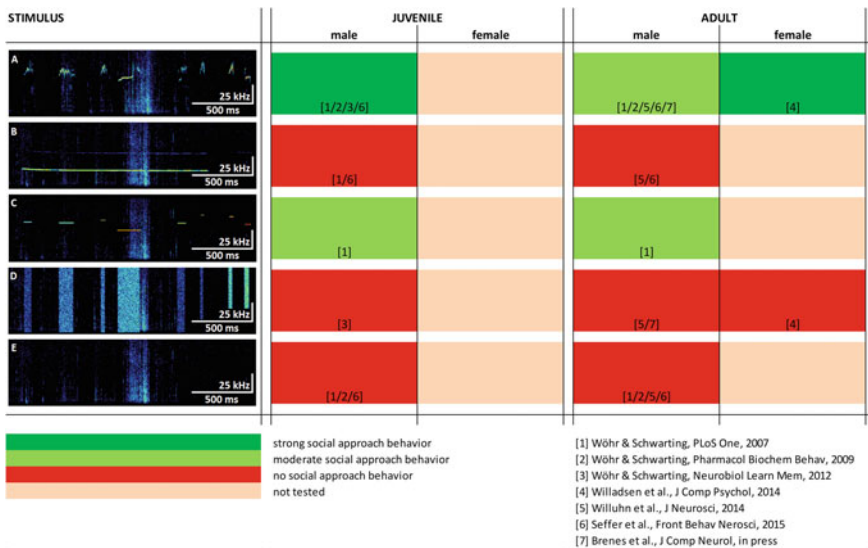 STIMULUS JUVENILE ADULT
male female male female
A 25 kHz
500 ms [1/2/3/6] [1/2/5/6/7] [4]
B 25 kHz
500 ms [1/6] [5/6]
C 25 kHz
500 ms [1] [1]
D 25 kHz
500 ms [3] [5/7] [4]
E 25 kHz
500 ms [1/2/6] [1/2/5/6]
strong social approach behavior
moderate social approach behavior
no social approach behavior
not tested
[1] Wöhr & Schwarting, PLoS One, 2007
[2] Wöhr & Schwarting, Pharmacol Biochem Behav, 2009
[3] Wöhr & Schwarting, Neurobiol Learn Mem, 2012
[4] Willadsen et al., J Comp Psychol, 2014
[5] Willuhn et al., J Neurosci, 2014
[6] Seffer et al., Front Behav Nerosci, 2015
[7] Brenes et al., J Comp Neurol, in press